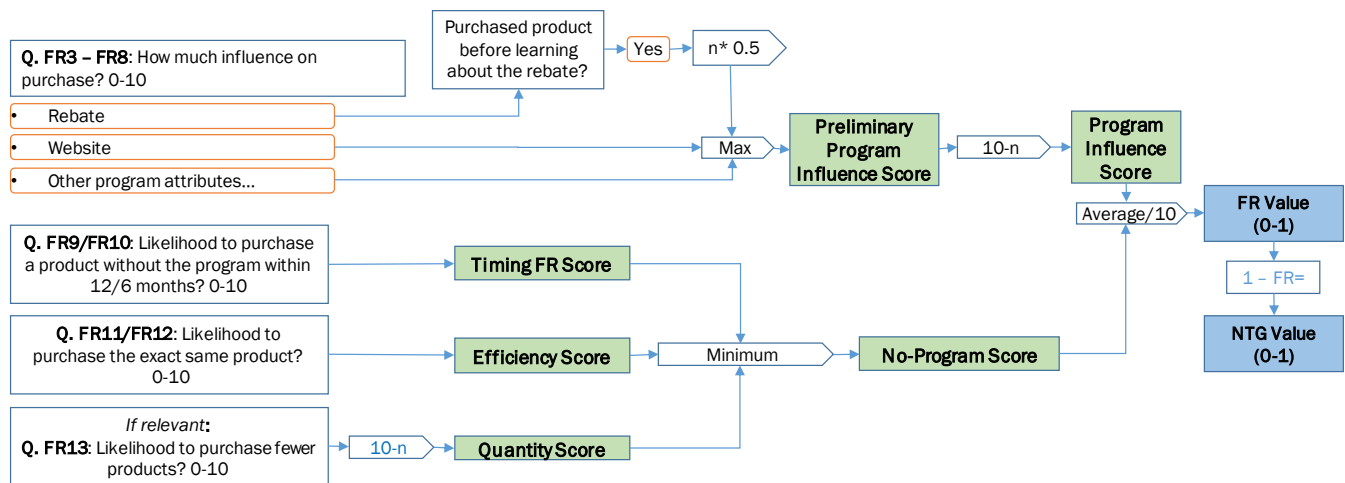 Q. FR3 – FR8: How much influence on
purchase? 0-10
• Rebate
• Website
• Other program attributes...
Purchased product
before learning
about the rebate?
Yes
n* 0.5
Max
Preliminary
Program
Influence Score
10-n
Program
Influence
Score
Average/10
FR Value
(0-1)
1 – FR=
NTG Value
(0-1)
Q. FR9/FR10: Likelihood to purchase
a product without the program within
12/6 months? 0-10
Timing FR Score
Q. FR11/FR12: Likelihood to
purchase the exact same product?
0-10
Efficiency Score
Minimum
No-Program Score
If relevant:
Q. FR13: Likelihood to purchase fewer
products? 0-10
10-n
Quantity Score